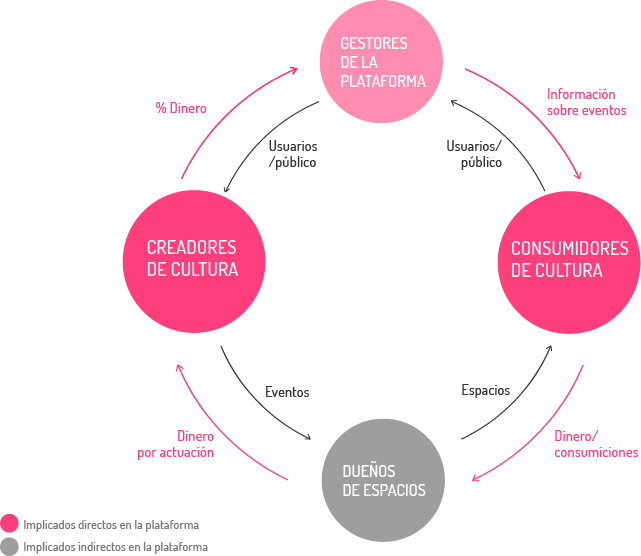 GESTORES
DE LA
PLATAFORMA
% Dinero
Información
sobre eventos
Usuarios
/público
Usuarios/
público
CREADORES
DE CULTURA
CONSUMIDORES
DE CULTURA
Eventos
Espacios
Dinero
por actuación
Dinero/
consumiciones
DUEÑOS
DE ESPACIOS
Implicados directos en la plataforma
Implicados indirectos en la plataforma